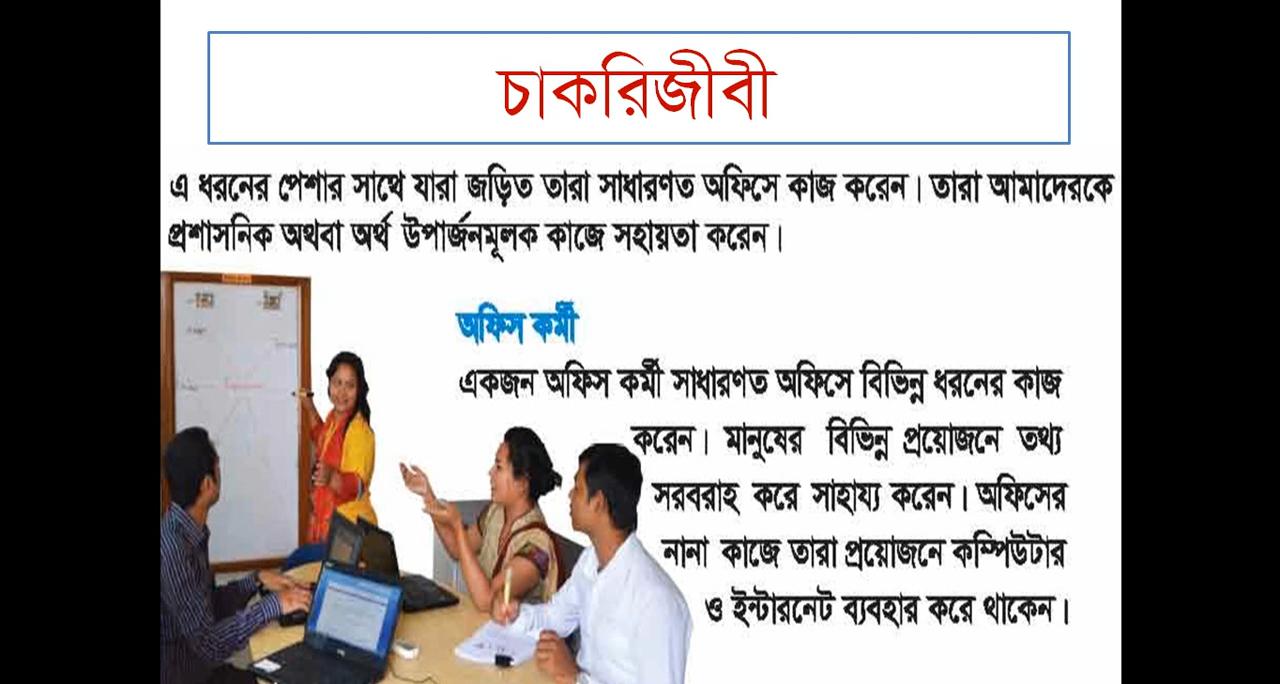 চাকরিজীবী
এ ধরনের পেশার সাথে যারা জড়িত তারা সাধারণত অফিসে কাজ করেন। তারা আমাদেরকে
প্রশাসনিক অথবা অর্থ উপার্জনমূলক কাজে সহায়তা করেন।
অফিস কর্মী
একজন অফিস কর্মী সাধারণত অফিসে বিভিন্ন ধরনের কাজ
করেন। মানুষের বিভিন্ন প্রয়োজনে তথ্য
সরবরাহ করে সাহায্য করেন। অফিসের
নানা কাজে তারা প্রয়োজনে কম্পিউটার
ও ইন্টারনেট ব্যবহার করে থাকেন।